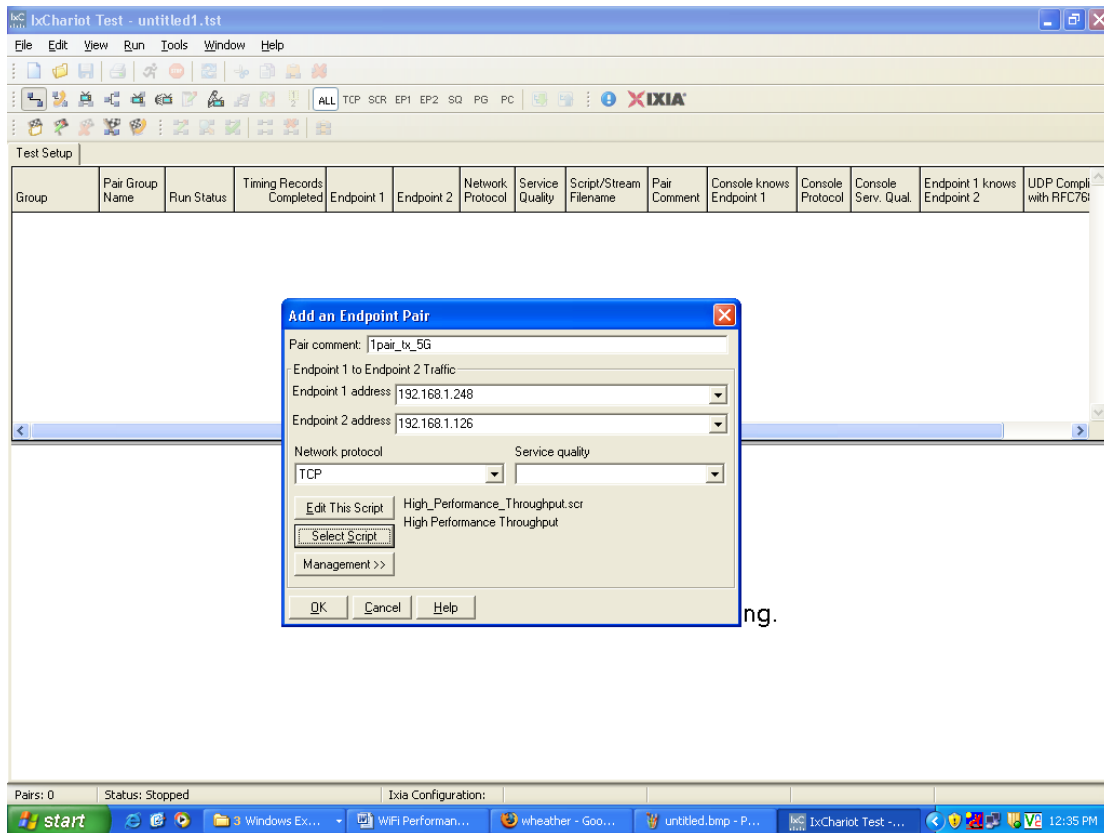 IxChariot Test - untitled1.tst
File Edit View Run Tools Window Help
ALL TCP SCR EP1 EP2 SQ PG PC IXIA
Test Setup
Group
Pair Group Name
Run Status
Timing Records Completed
Endpoint 1
Endpoint 2
Network Protocol
Service Quality
Script/Stream Filename
Pair Comment
Console knows Endpoint 1
Console Protocol
Console Serv. Qual.
Endpoint 1 knows Endpoint 2
UDP Compli
with RFC768
Add an Endpoint Pair
Pair comment: 1pair_tx_5G
Endpoint 1 to Endpoint 2 Traffic
Endpoint 1 address 192.168.1.248
Endpoint 2 address 192.168.1.126
Network protocol Service quality
TCP
Edit This Script High_Performance_Throughput.scr
High Performance Throughput
Select Script
Management >>
OK Cancel Help
ng.
Pairs: 0 Status: Stopped Ixia Configuration:
start 3 Windows Ex... WiFi Performan... wheather - Goo... untitled.bmp - P... IxChariot Test -... 12:35 PM